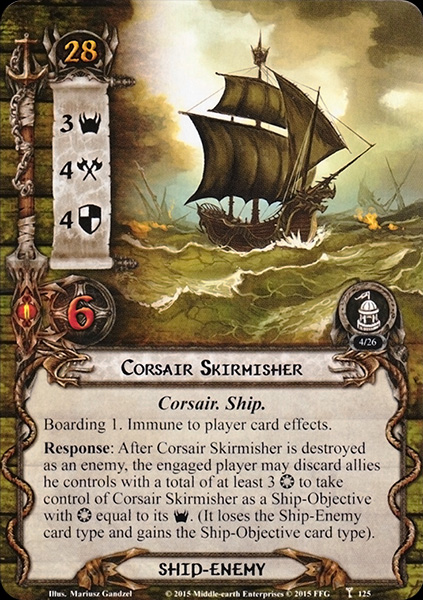 28
3
4
4
6
4/26
Corsair Skirmisher
Corsair. Ship.
Boarding 1. Immune to player card effects.
Response: After Corsair Skirmisher is destroyed
as an enemy, the engaged player may discard allies
he controls with a total of at least 3 to take
control of Corsair Skirmisher as a Ship-Objective
with equal to its . (It loses the Ship-Enemy
card type and gains the Ship-Objective card type).
SHIP-ENEMY
Illus. Mariusz Gandzel © 2015 Middle-earth Enterprises © 2015 FFG 125